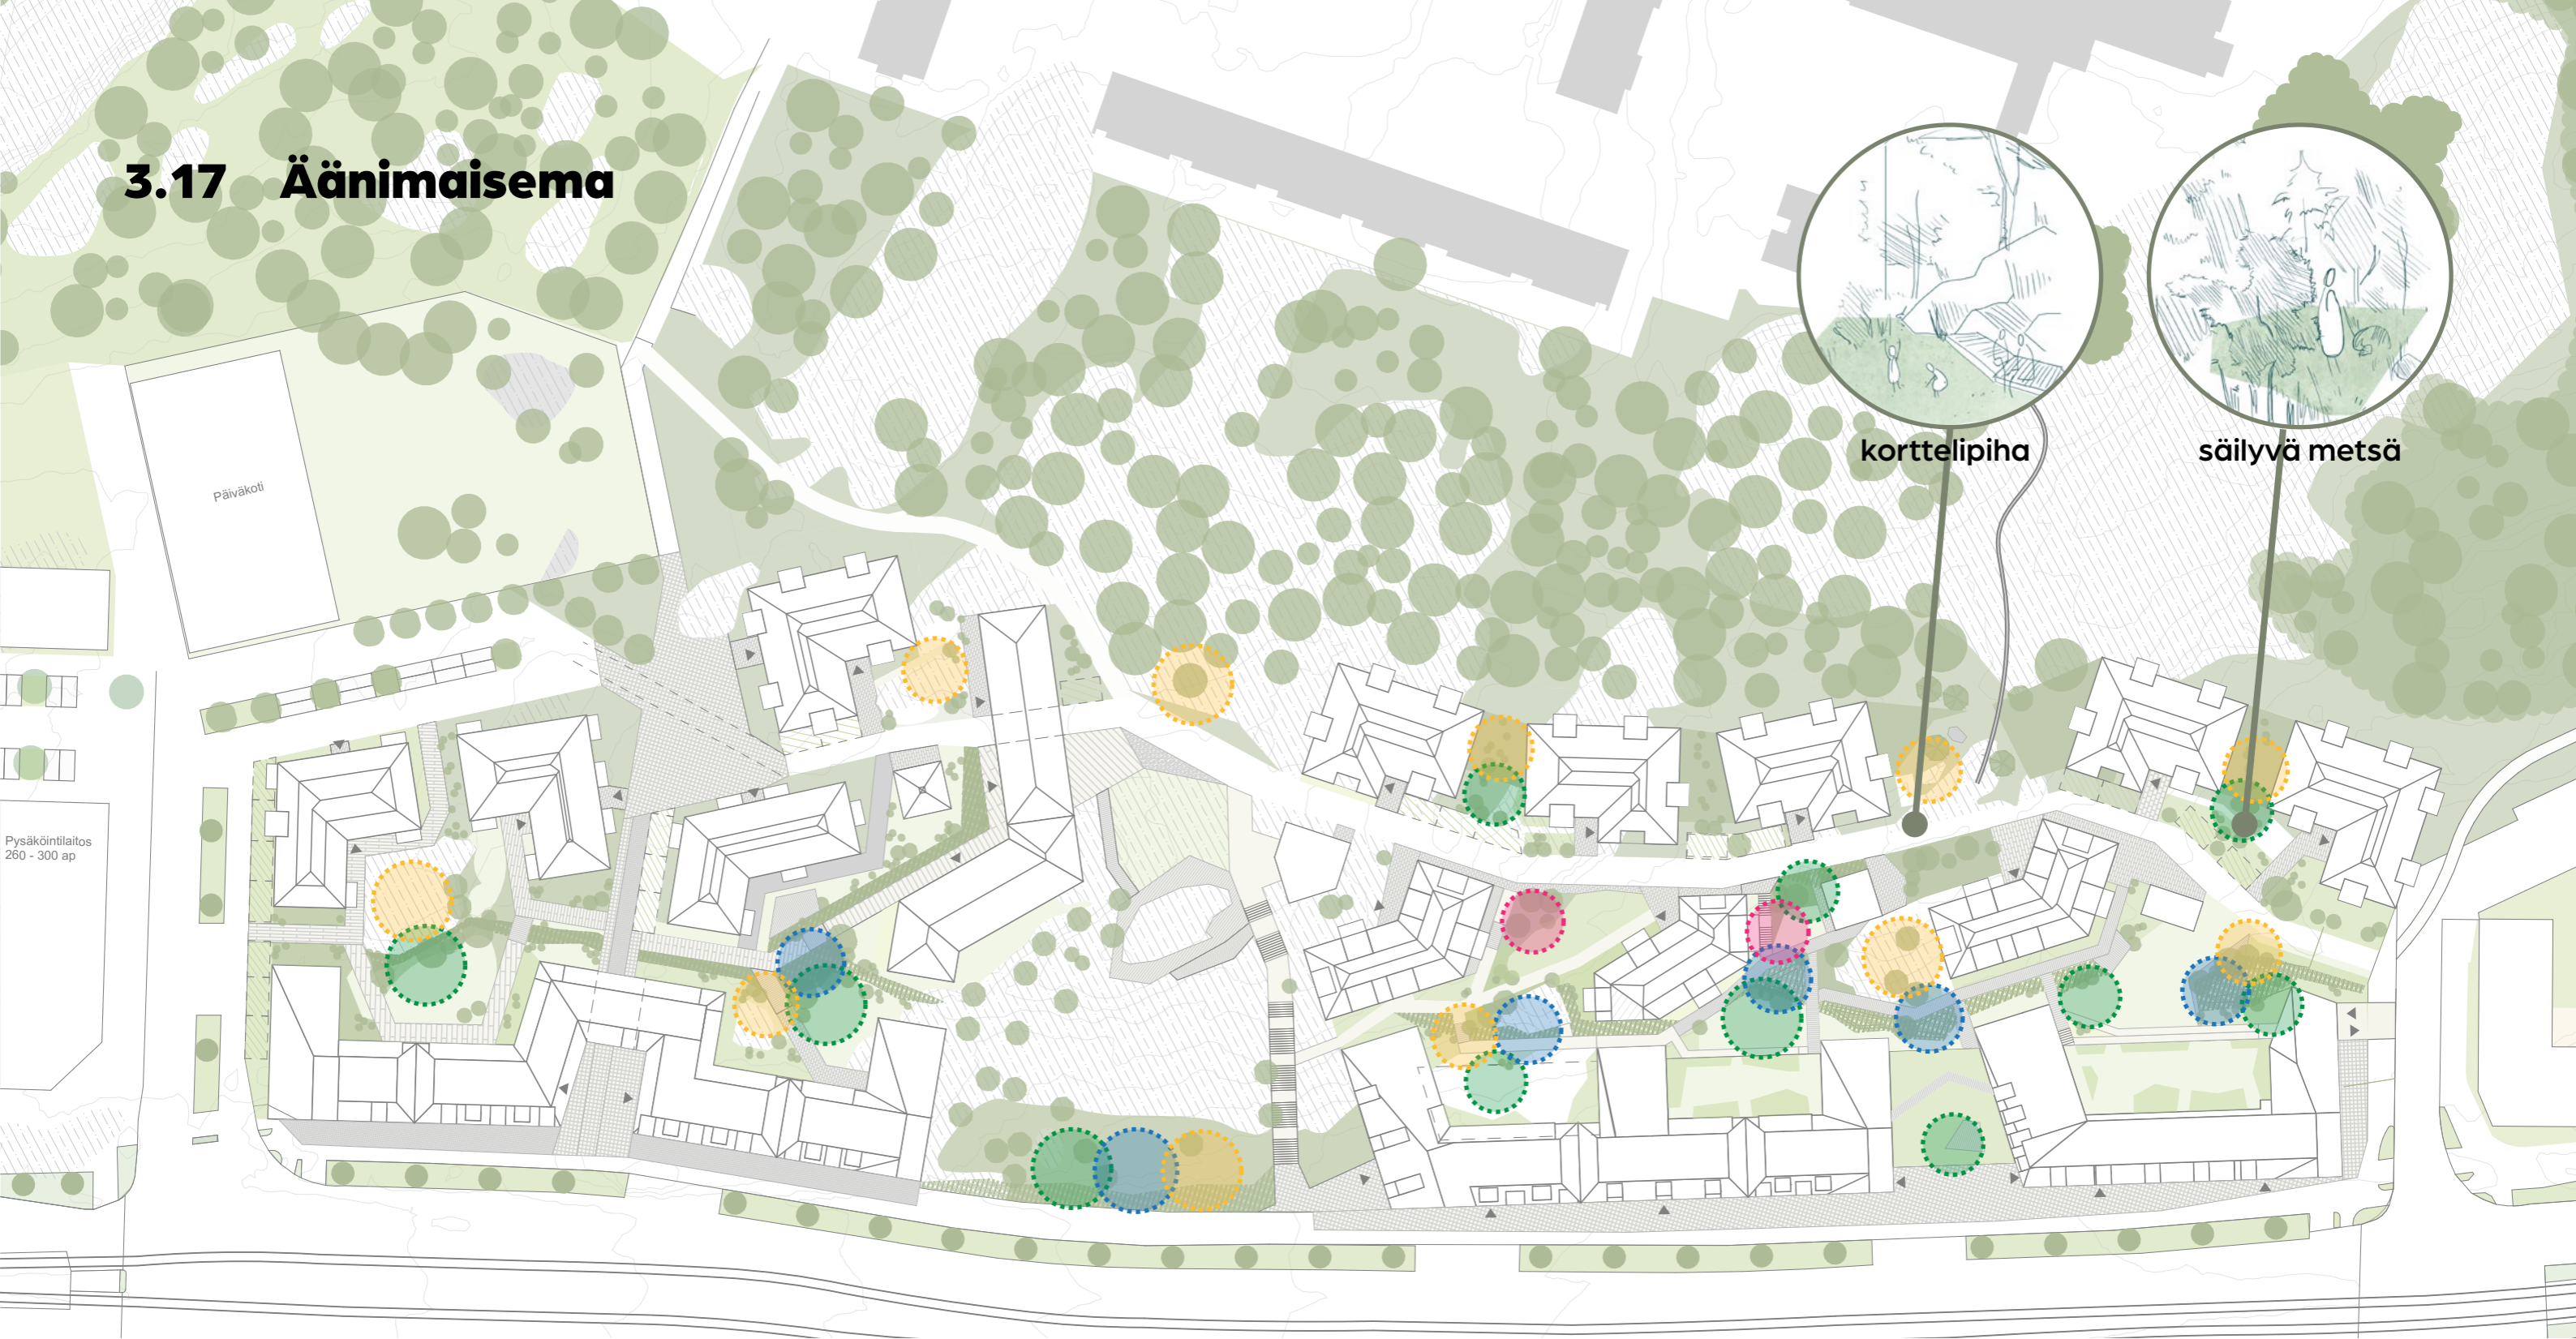 3.17 Äänimaisema
korttelipiha
säilyvä metsä
Päiväkoti
Pysäköintilaitos
260 - 300 ap